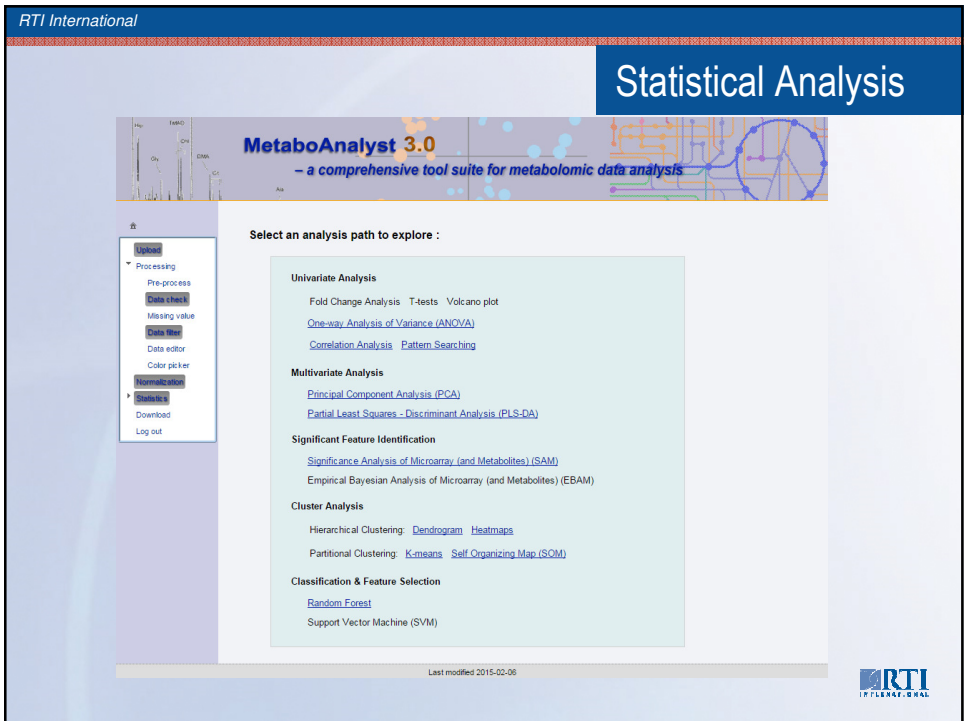 RTI International
Statistical Analysis
MetaboAnalyst 3.0
– a comprehensive tool suite for metabolomic data analysis
Upload
Processing
Pre-process
Data check
Missing value
Data filter
Data editor
Color picker
Normalization
Statistics
Download
Log out
Select an analysis path to explore :
Univariate Analysis
Fold Change Analysis T-tests Volcano plot
One-way Analysis of Variance (ANOVA)
Correlation Analysis Pattern Searching
Multivariate Analysis
Principal Component Analysis (PCA)
Partial Least Squares - Discriminant Analysis (PLS-DA)
Significant Feature Identification
Significance Analysis of Microarray (and Metabolites) (SAM)
Empirical Bayesian Analysis of Microarray (and Metabolites) (EBAM)
Cluster Analysis
Hierarchical Clustering: Dendrogram Heatmaps
Partitional Clustering: K-means Self Organizing Map (SOM)
Classification & Feature Selection
Random Forest
Support Vector Machine (SVM)
Last modified 2015-02-06
RTI
INTERNATIONAL